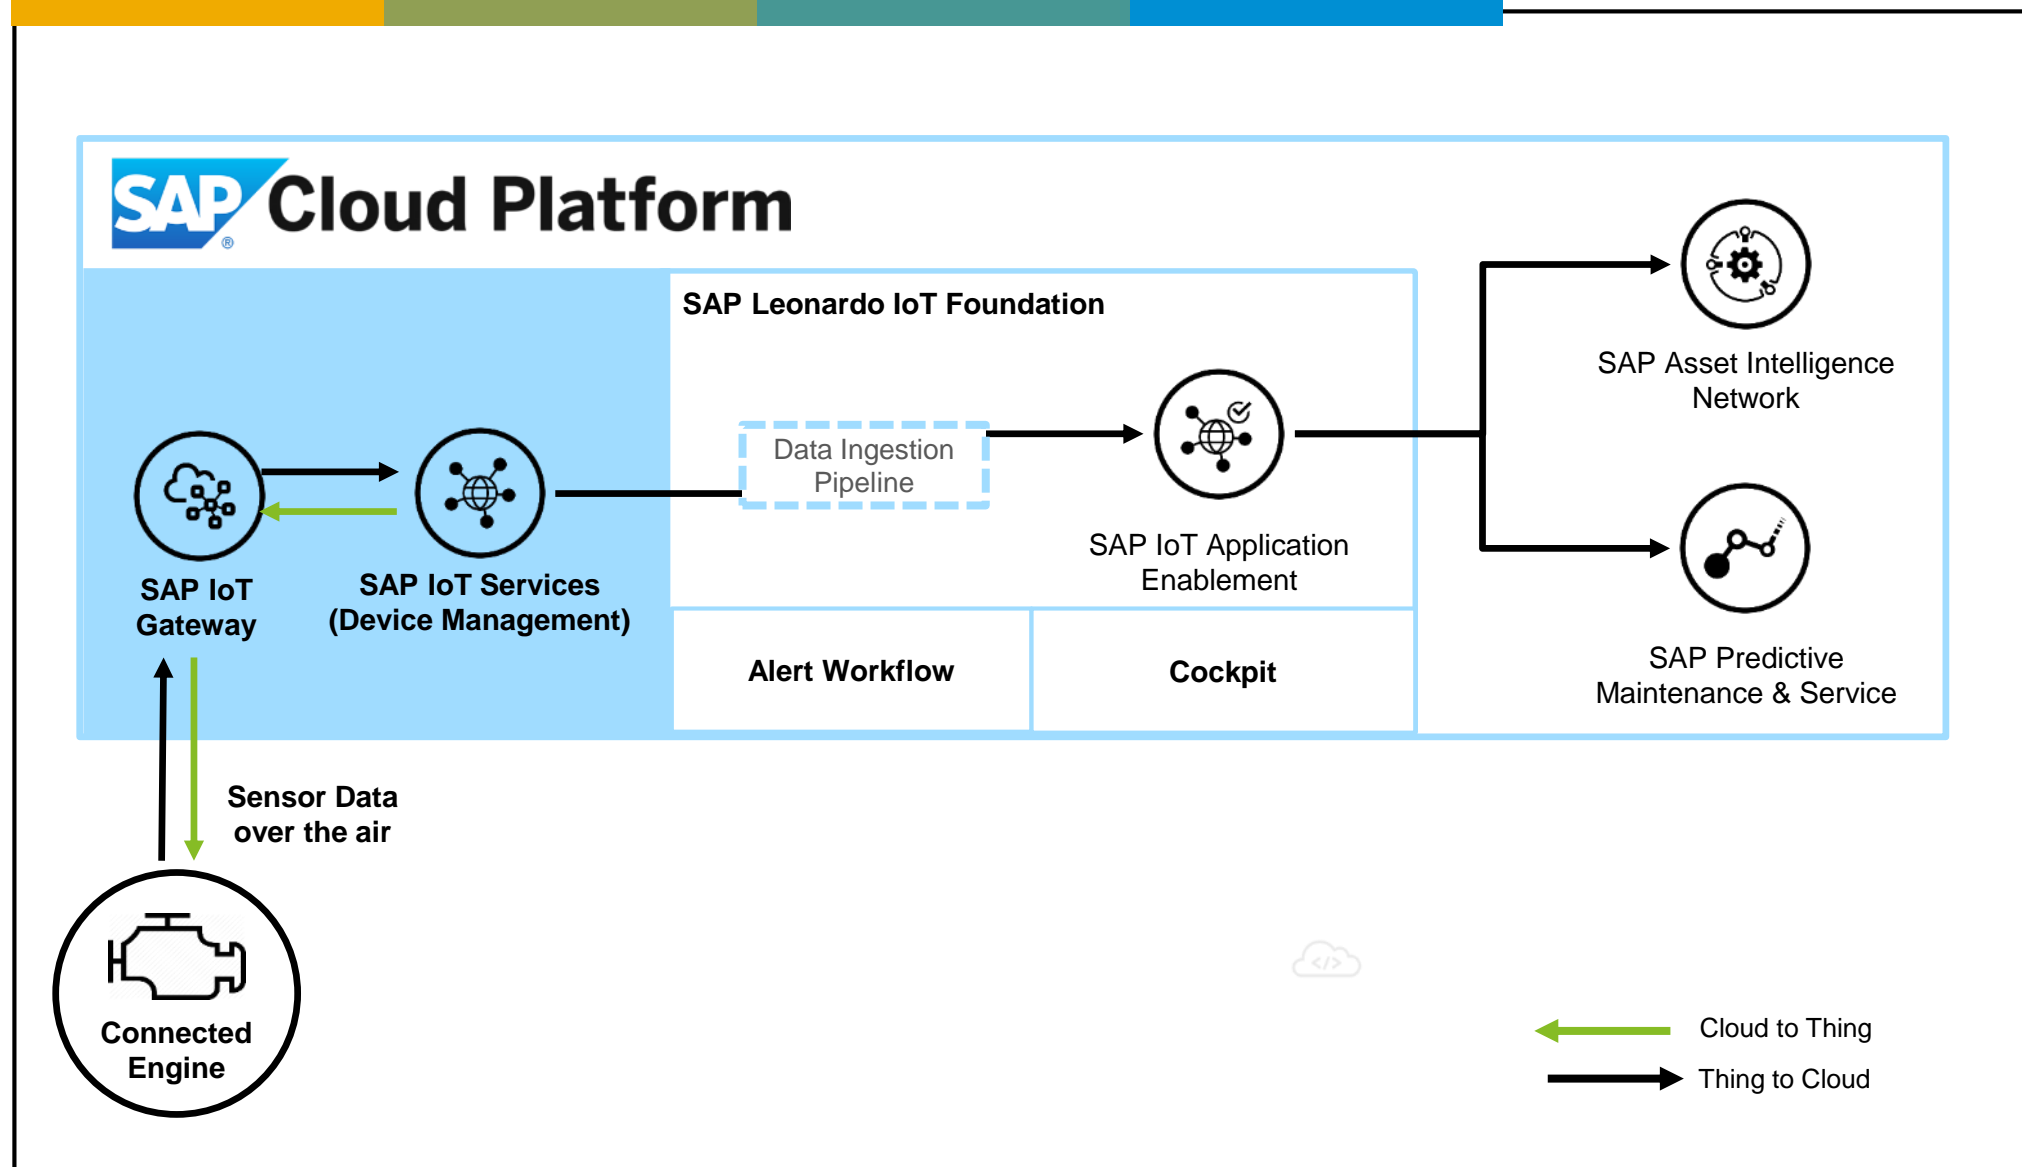 SAP Cloud Platform
®
SAP Leonardo IoT Foundation
SAP Asset Intelligence
Network
Data Ingestion
Pipeline
SAP IoT Application
Enablement
SAP IoT
Gateway
SAP IoT Services
(Device Management)
Alert Workflow
Cockpit
SAP Predictive
Maintenance & Service
Sensor Data
over the air
Connected
Engine
</>
Cloud to Thing
Thing to Cloud